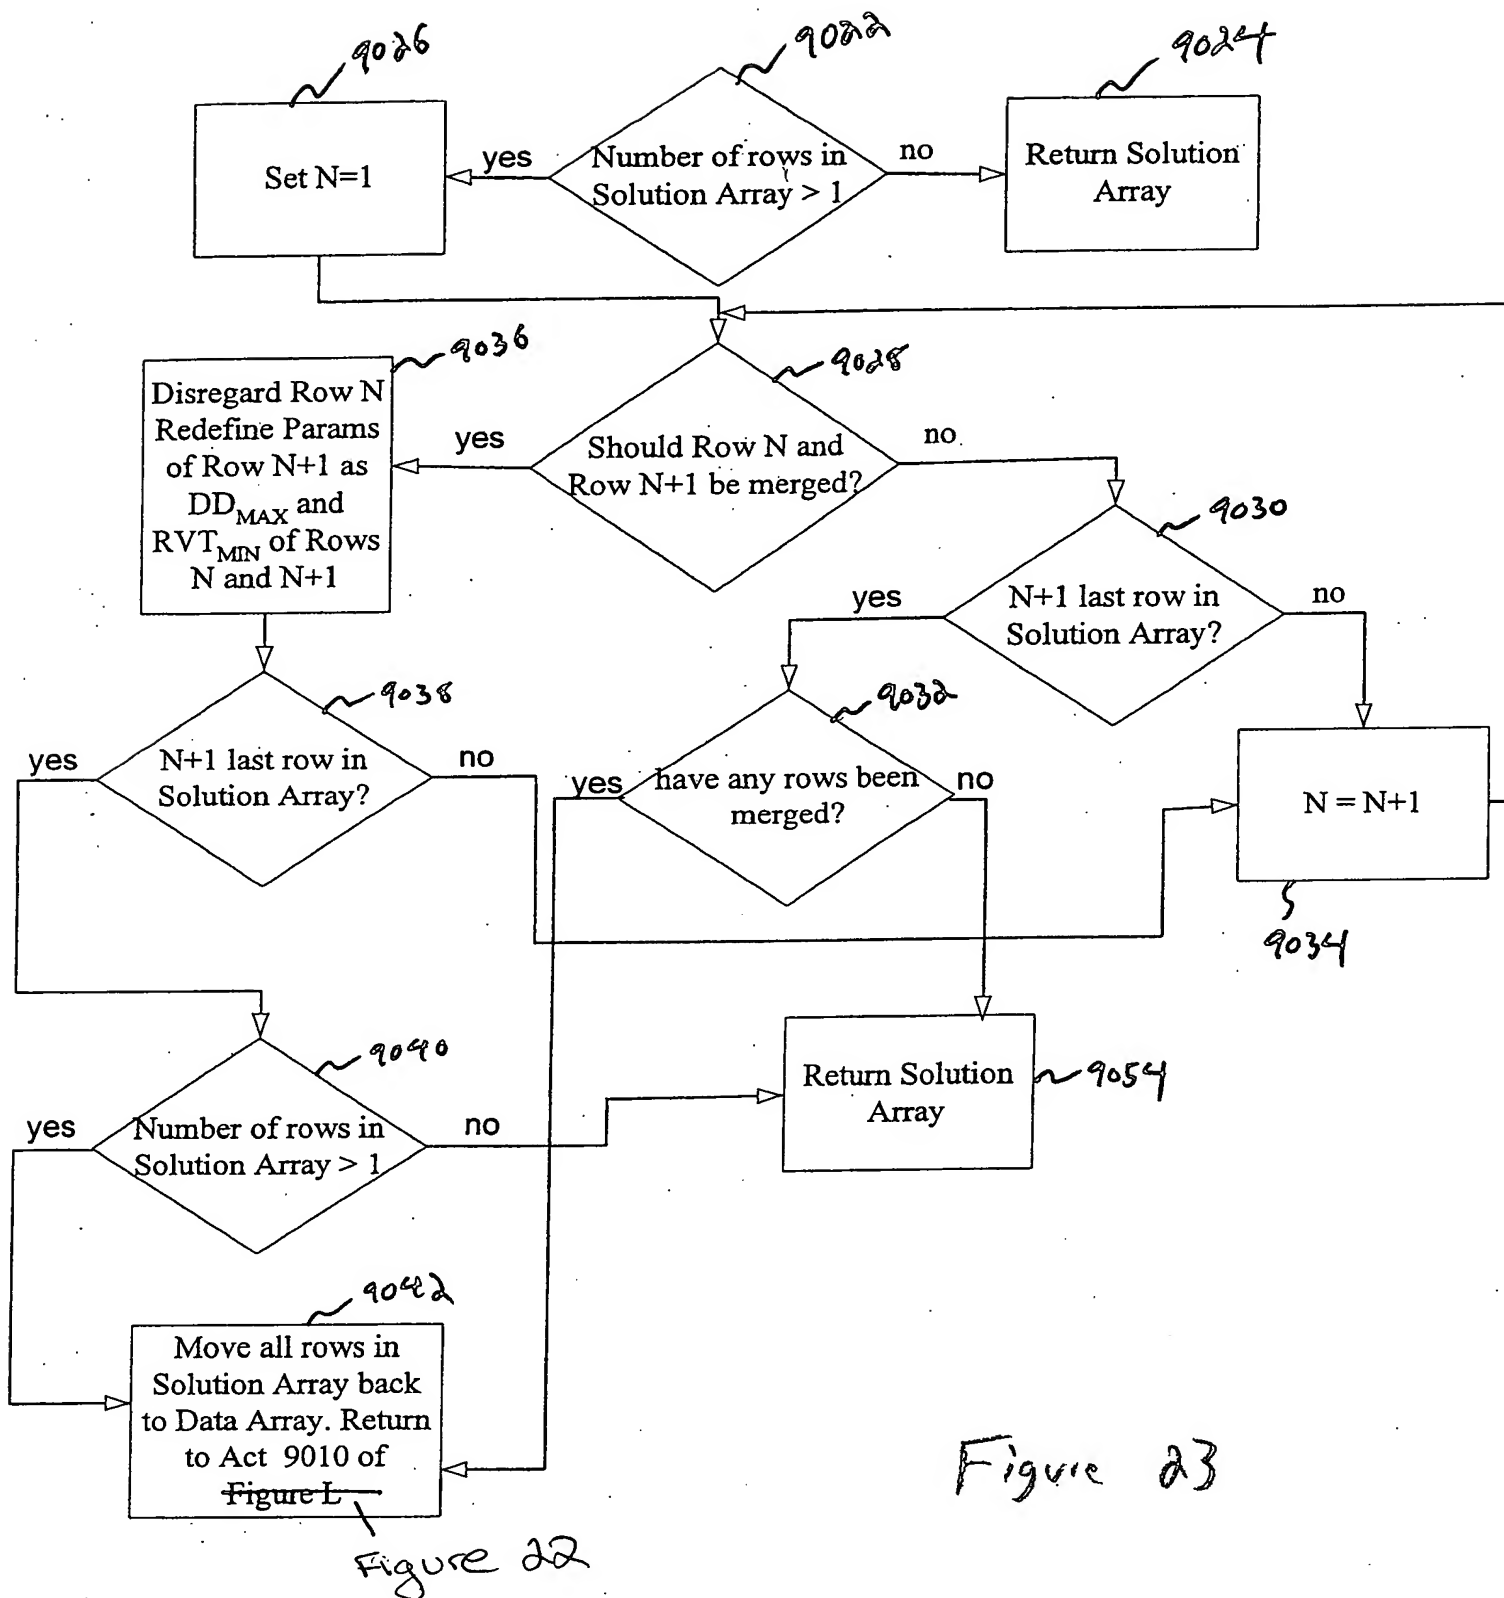 9026
9022
9024
Set N=1
yes
Number of rows in
Solution Array > 1
no
Return Solution
Array
9036
9028
Disregard Row N
Redefine Params
of Row N+1 as
DDMAX and
RVTMIN of Rows
N and N+1
yes
Should Row N and
Row N+1 be merged?
no
9030
yes
N+1 last row in
Solution Array?
no
9038
9032
yes
N+1 last row in
Solution Array?
no
yes
have any rows been
merged?
no
N = N+1
9034
9040
yes
Number of rows in
Solution Array > 1
no
Return Solution
Array
9054
9042
Move all rows in
Solution Array back
to Data Array. Return
to Act 9010 of
Figure L
Figure 22
Figure 23